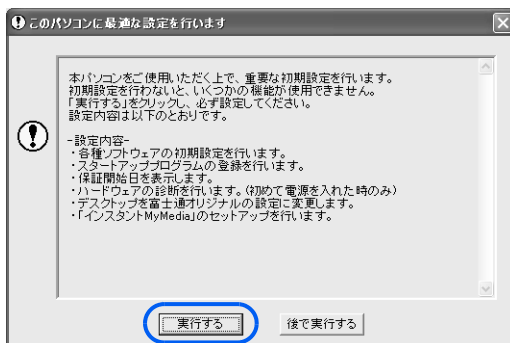 このパソコンに最適な設定を行います
本パソコンをご使用いただく上で、重要な初期設定を行います。
初期設定を行わないと、いくつかの機能が使用できません。
「実行する」をクリックし、必ず設定してください。
設定内容は以下のとおりです。
-設定内容-
・各種ソフトウェアの初期設定を行います。
・スタートアッププログラムの登録を行います。
・保証開始日を表示します。
・ハードウェアの診断を行います。(初めて電源を入れた時のみ)
・デスクトップを富士通オリジナルの設定に変更します。
・「インスタントMyMedia」のセットアップを行います。
実行する
後で実行する